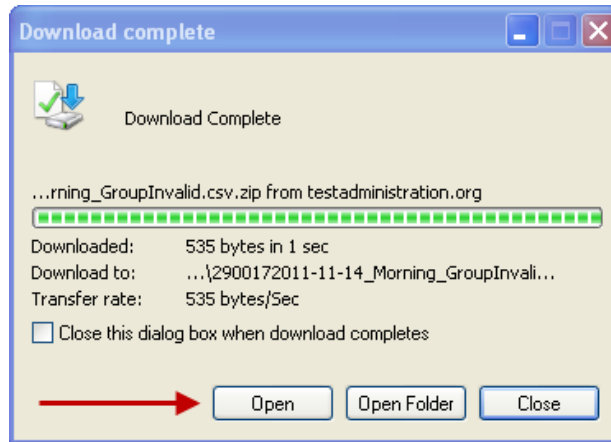 Download complete
Download Complete
...rning_GroupInvalid.csv.zip from testadministration.org
Downloaded: 535 bytes in 1 sec
Download to: ...\2900172011-11-14_Morning_GroupInvali...
Transfer rate: 535 bytes/Sec
Close this dialog box when download completes
Open Open Folder Close